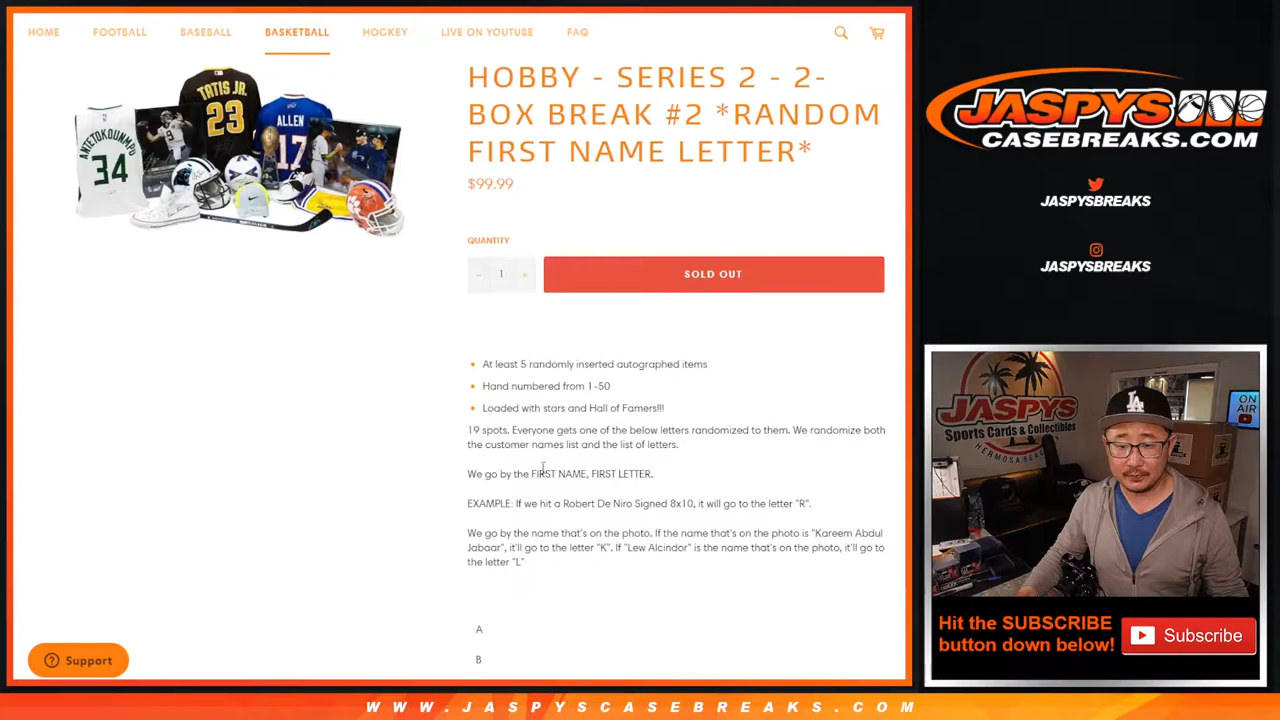 HOME FOOTBALL BASEBALL BASKETBALL HOCKEY LIVE ON YOUTUBE FAQ
TATIS JR.
23
ANTETOKOUNMPO
34
ALLEN
17
HOBBY - SERIES 2 - 2-
BOX BREAK #2 *RANDOM
FIRST NAME LETTER*
$99.99
QUANTITY
- 1 +
SOLD OUT
At least 5 randomly inserted autographed items
Hand numbered from 1-50
Loaded with stars and Hall of Famers!!!
19 spots. Everyone gets one of the below letters randomized to them. We randomize both
the customer names list and the list of letters.
We go by the FIRST NAME, FIRST LETTER.
EXAMPLE: If we hit a Robert De Niro Signed 8x10, it will go to the letter "R".
We go by the name that's on the photo. If the name that's on the photo is "Kareem Abdul
Jabaar", it'll go to the letter "K". If "Lew Alcindor" is the name that's on the photo, it'll go to
the letter "L"
A
B
Support
JASPYS
CASEBREAKS.COM
JASPYSBREAKS
JASPYSBREAKS
JASPYS
Sports Cards & Collectibles
HERMOSA BEACH
LA
ON
AIR
Hit the SUBSCRIBE
button down below!
Subscribe
WWW.JASPYSCASEBREAKS.COM